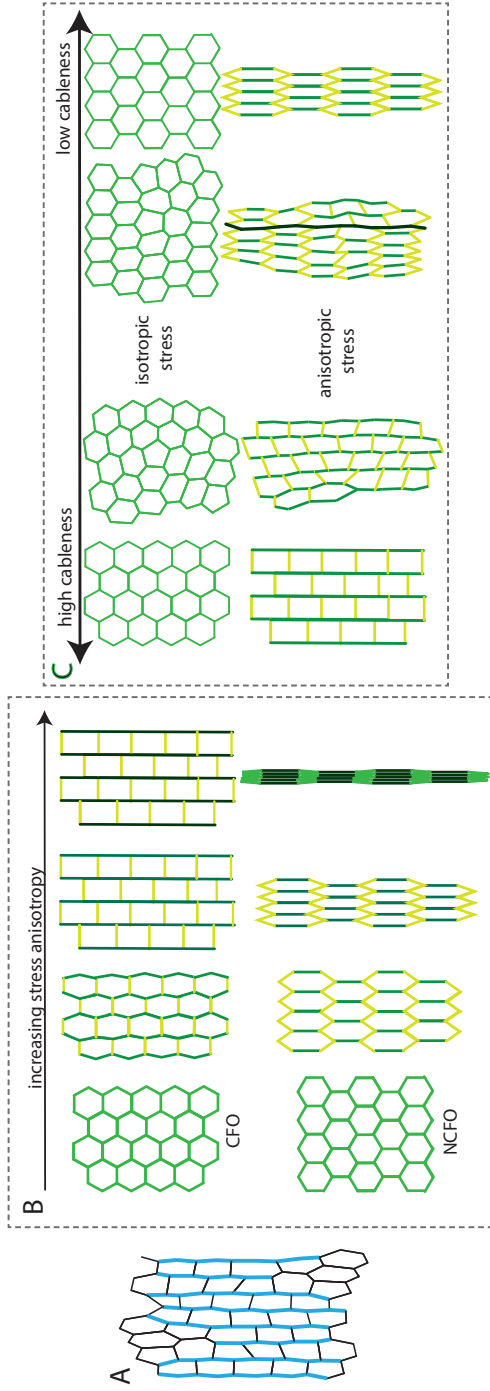 A
B
increasing stress anisotropy
CFO
NCFO
C
high cableness
low cableness
isotropic
stress
anisotropic
stress